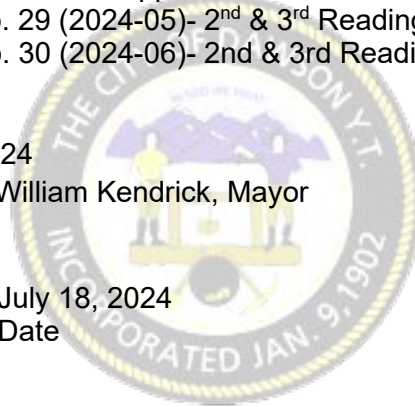 . 29 (2024-05)- 2nd & 3rd Reading
. 30 (2024-06)- 2nd & 3rd Readi
24
William Kendrick, Mayor
July 18, 2024
Date
THE CITY OF DAWSON Y.T.
INCORPORATED JAN. 9, 1902